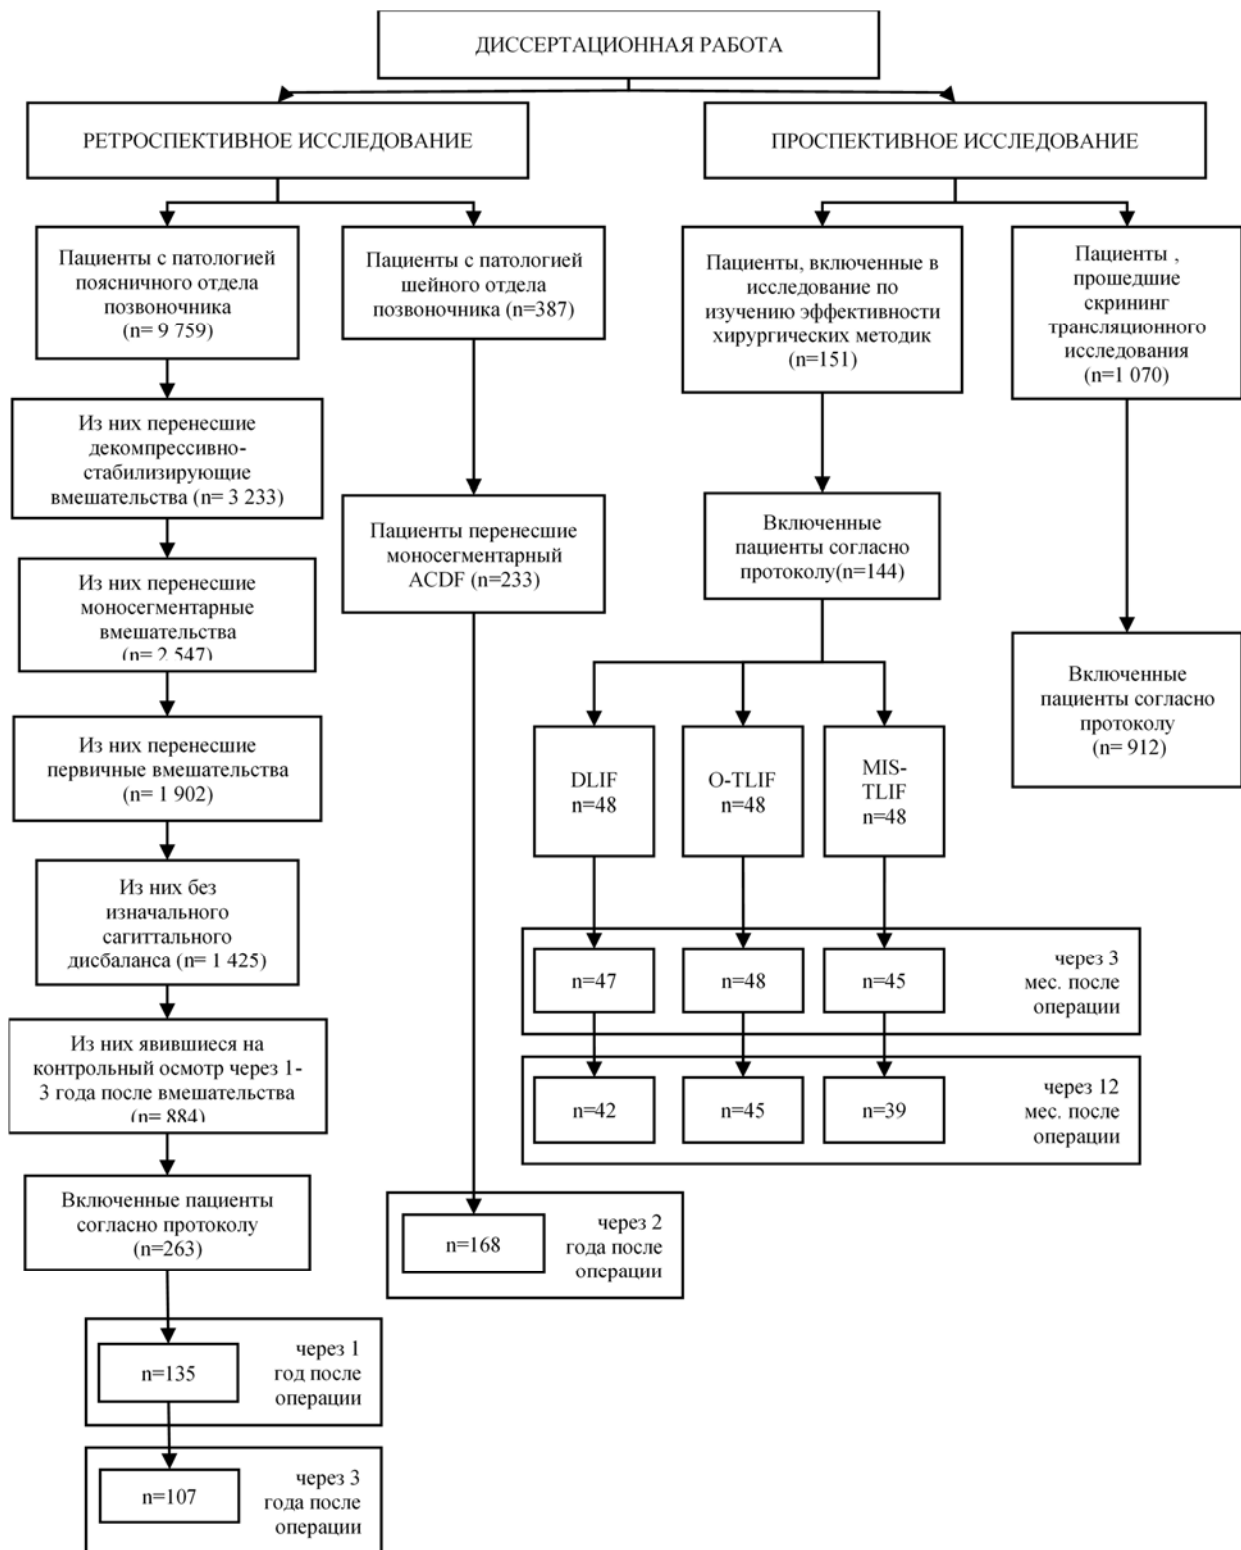 ДИССЕРТАЦИОННАЯ РАБОТА
РЕТРОСПЕКТИВНОЕ ИССЛЕДОВАНИЕ
ПРОСПЕКТИВНОЕ ИССЛЕДОВАНИЕ
Пациенты с патологией
поясничного отдела
позвоночника
(n= 9 759)
Из них перенесшие
декомпрессивно-
стабилизирующие
вмешательства (n= 3 233)
Из них перенесшие
моносегментарные
вмешательства
(n= 2 547)
Из них перенесшие
первичные вмешательства
(n= 1 902)
Из них без
изначального
сагиттального
дисбаланса (n= 1 425)
Из них явившиеся на
контрольный осмотр через 1-
3 года после вмешательства
(n= 884)
Включенные пациенты
согласно протоколу
(n=263)
n=135
через 1
год после
операции
n=107
через 3
года после
операции
Пациенты с патологией
шейного отдела
позвоночника (n=387)
Пациенты перенесшие
моносегментарный
ACDF (n=233)
n=168
через 2
года после
операции
Пациенты, включенные в
исследование по
изучению эффективности
хирургических методик
(n=151)
Включенные
пациенты согласно
протоколу(n=144)
DLIF
n=48
O-TLIF
n=48
MIS-
TLIF
n=48
n=47
n=48
n=45
через 3
мес. после
операции
n=42
n=45
n=39
через 12
мес. после
операции
Пациенты ,
прошедшие
скрининг
трансляционного
исследования
(n=1 070)
Включенные
пациенты согласно
протоколу
(n= 912)